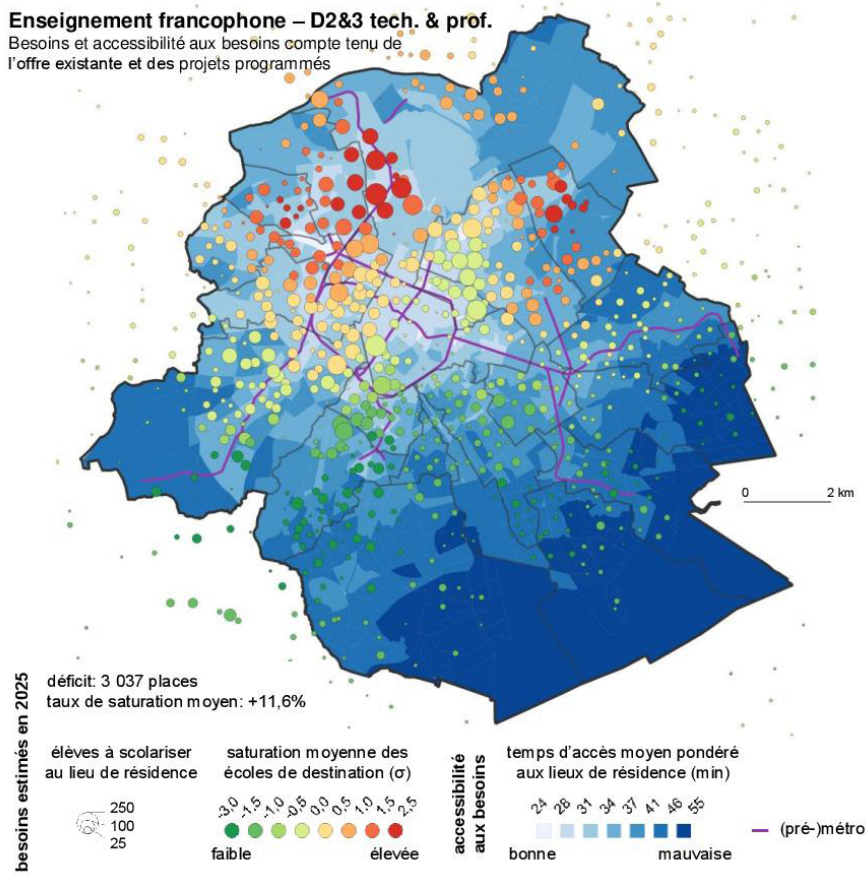 Enseignement francophone – D2&3 tech. & prof.
Besoins et accessibilité aux besoins compte tenu de
l'offre existante et des projets programmés
0 2 km
besoins estimés en 2025
déficit: 3 037 places
taux de saturation moyen: +11,6%
élèves à scolariser
au lieu de résidence
250
100
25
saturation moyenne des
écoles de destination (σ)
-3,0 -1,5 -1,0 -0,5 0,0 0,5 1,0 1,5 2,5
faible élevée
accessibilité
aux besoins
temps d'accès moyen pondéré
aux lieux de résidence (min)
24 28 31 34 37 41 46 55
bonne mauvaise
(pré-)métro